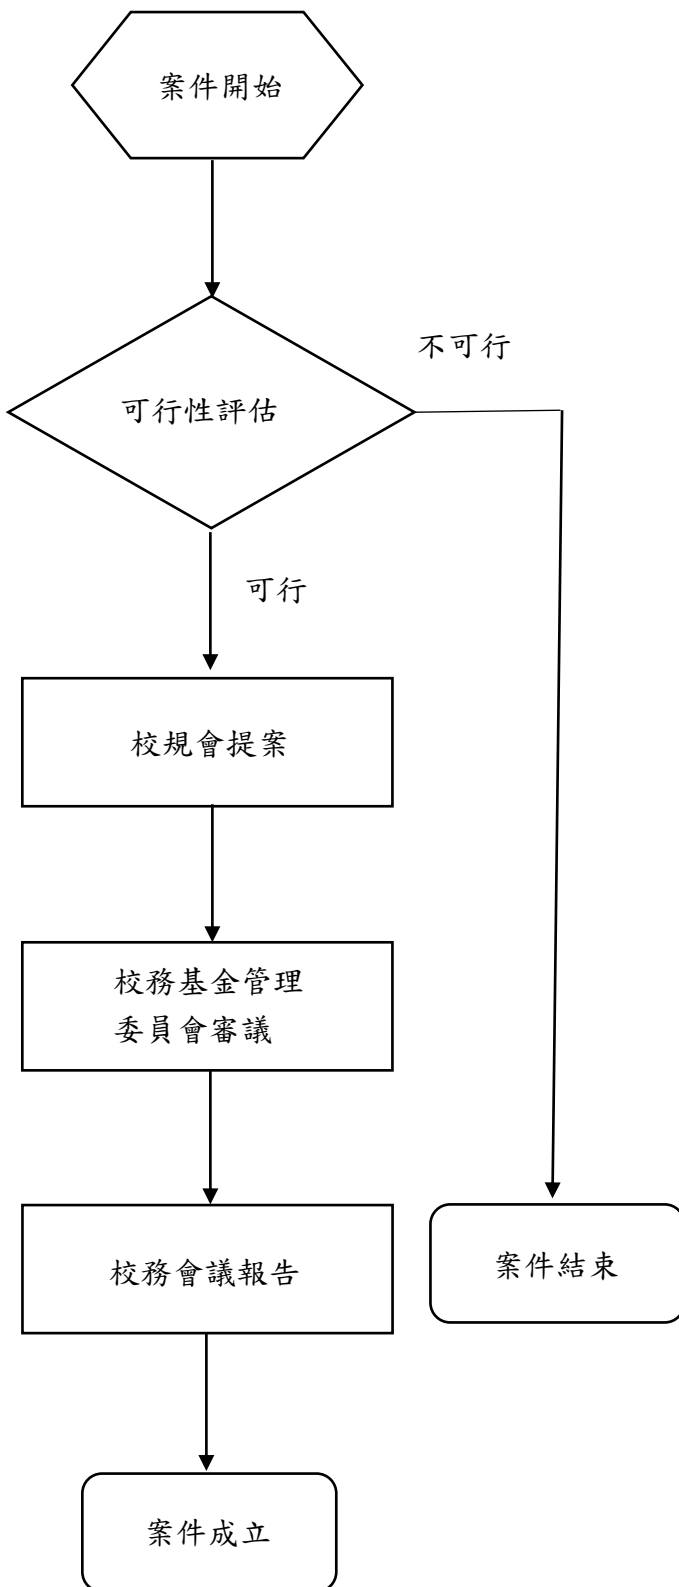 案件開始
不可行
可行性評估
可行
校規會提案
校務基金管理
委員會審議
校務會議報告
案件結束
案件成立